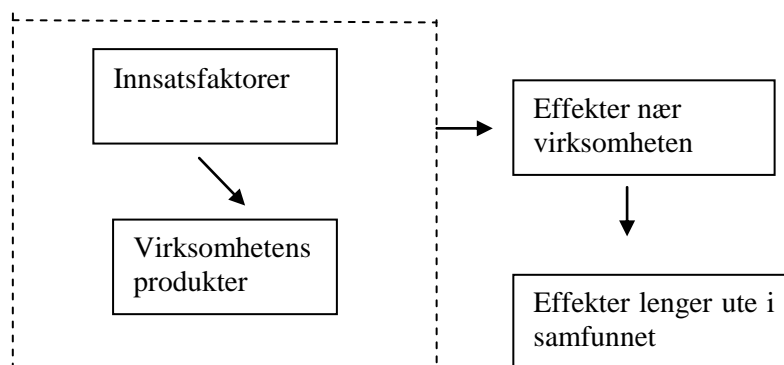 Innsatsfaktorer
Virksomhetens
produkter
Effekter nær
virksomheten
Effekter lenger ute i
samfunnet